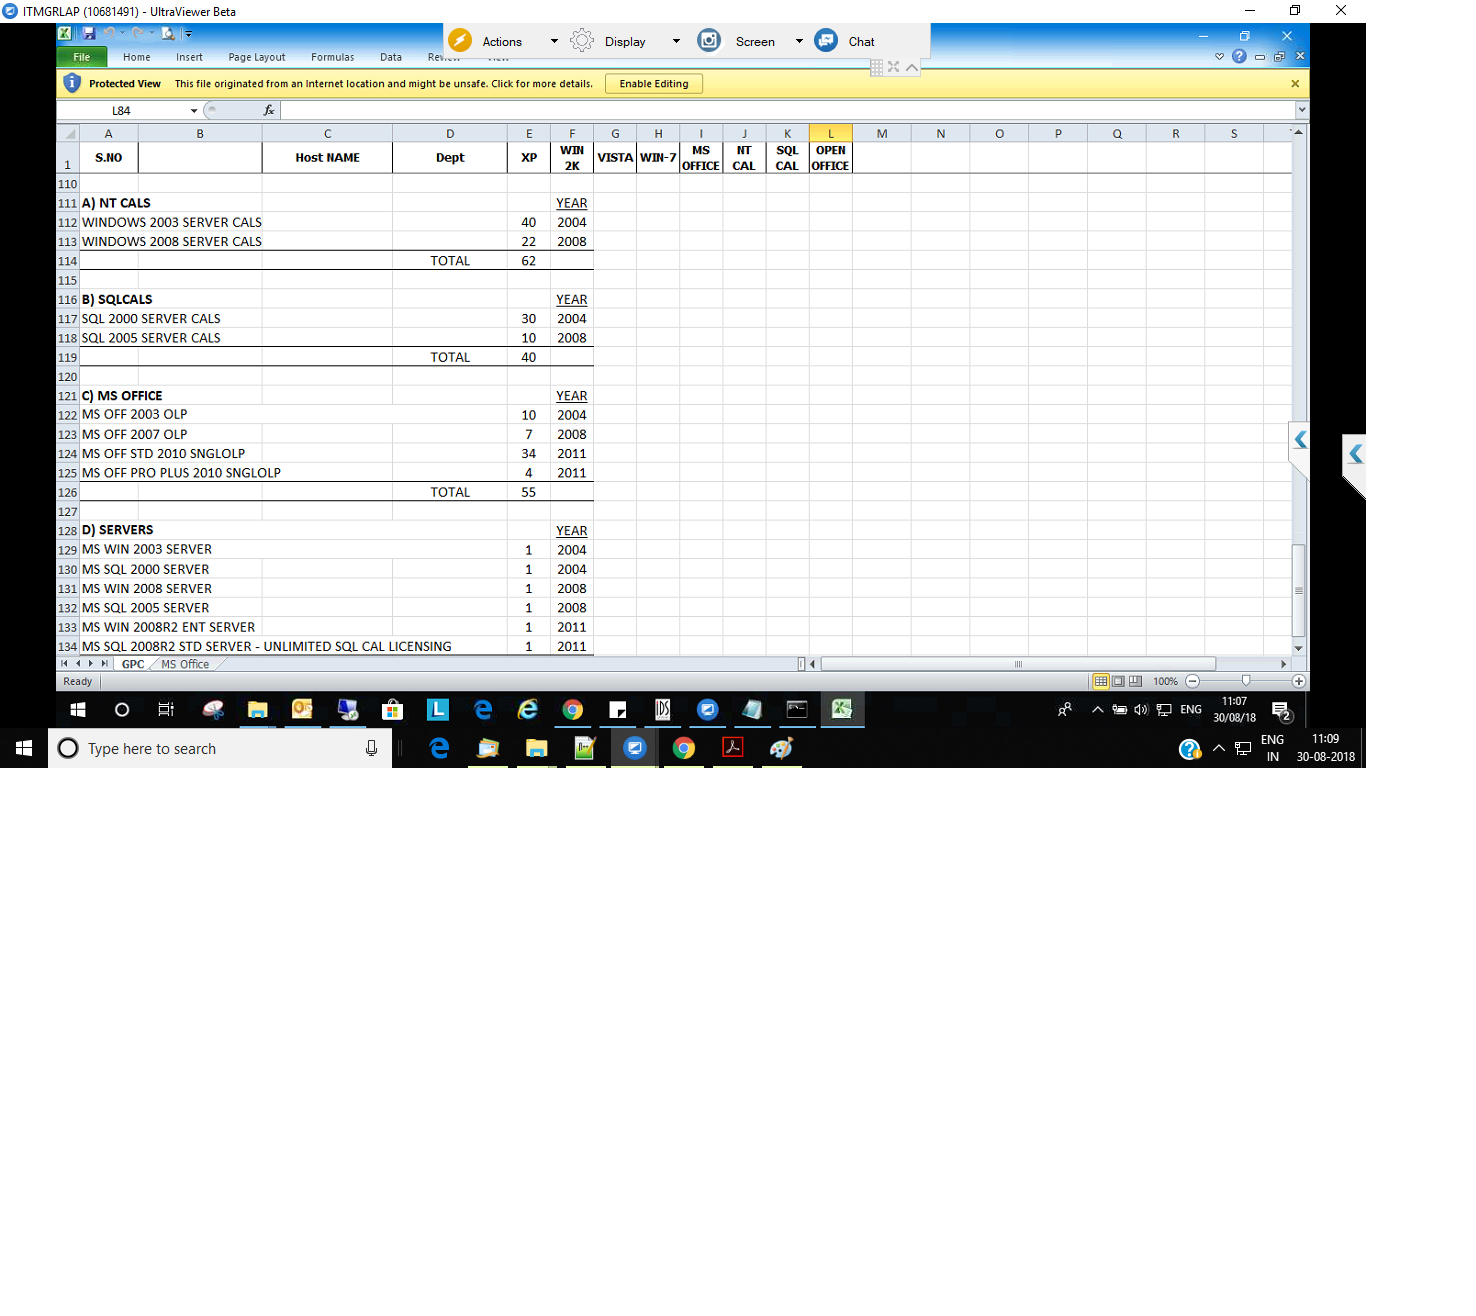 ITMGRLAP (10681491) - UltraViewer Beta
Actions Display Screen Chat
File Home Insert Page Layout Formulas Data
Protected View This file originated from an Internet location and might be unsafe. Click for more details. Enable Editing
L84 fx
A B C D E F G H I J K L M N O P Q R S
1 S.NO Host NAME Dept XP WIN 2K VISTA WIN-7 MS OFFICE NT CAL SQL CAL OPEN OFFICE
110
111 A) NT CALS YEAR
112 WINDOWS 2003 SERVER CALS 40 2004
113 WINDOWS 2008 SERVER CALS 22 2008
114 TOTAL 62
115
116 B) SQLCALS YEAR
117 SQL 2000 SERVER CALS 30 2004
118 SQL 2005 SERVER CALS 10 2008
119 TOTAL 40
120
121 C) MS OFFICE YEAR
122 MS OFF 2003 OLP 10 2004
123 MS OFF 2007 OLP 7 2008
124 MS OFF STD 2010 SNGLOLP 34 2011
125 MS OFF PRO PLUS 2010 SNGLOLP 4 2011
126 TOTAL 55
127
128 D) SERVERS YEAR
129 MS WIN 2003 SERVER 1 2004
130 MS SQL 2000 SERVER 1 2004
131 MS WIN 2008 SERVER 1 2008
132 MS SQL 2005 SERVER 1 2008
133 MS WIN 2008R2 ENT SERVER 1 2011
134 MS SQL 2008R2 STD SERVER - UNLIMITED SQL CAL LICENSING 1 2011
GPC MS Office
Ready 100%
L IDS ENG 11:07
30/08/18 2
Type here to search ENG 11:09
IN 30-08-2018